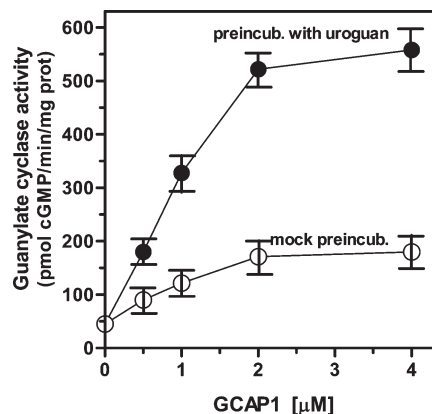 Guanylate cyclase activity
(pmol cGMP/min/mg prot)
600
500
400
300
200
100
0
preincub. with uroguan
mock preincub.
0 1 2 3 4
GCAP1 [μM]